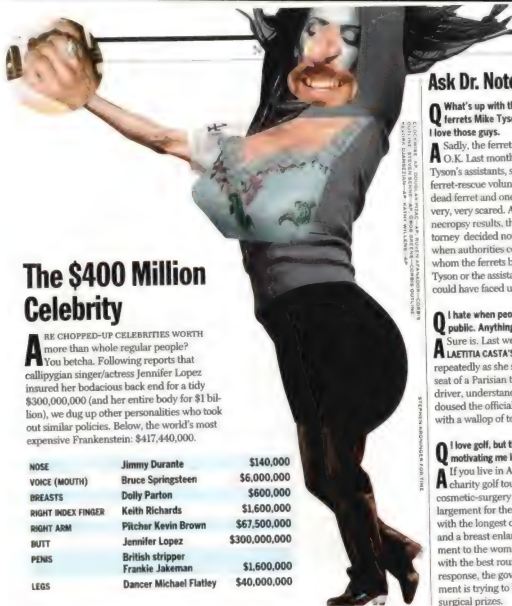 The $400 Million
Celebrity
ARE CHOPPED-UP CELEBRITIES WORTH
more than whole regular people?
You betcha. Following reports that
callipygian singer/actress Jennifer Lopez
insured her bodacious back end for a tidy
$300,000,000 (and her entire body for $1 bil-
lion), we dug up other personalities who took
out similar policies. Below, the world's most
expensive Frankenstein: $417,440,000.
NOSE Jimmy Durante $140,000
VOICE (MOUTH) Bruce Springsteen $6,000,000
BREASTS Dolly Parton $600,000
RIGHT INDEX FINGER Keith Richards $1,600,000
RIGHT ARM Pitcher Kevin Brown $67,500,000
BUTT Jennifer Lopez $300,000,000
PENIS British stripper
Frankie Jakeman $1,600,000
LEGS Dancer Michael Flatley $40,000,000
STEPHEN KRONINGER FOR TIME
Ask Dr. Note
Q What's up with th
ferrets Mike Tys
I love those guys.
A Sadly, the ferret
O.K. Last month
Tyson's assistants, s
ferret-rescue volun
dead ferret and one
very, very scared. A
necropsy results, th
torney decided no
when authorities c
whom the ferrets b
Tyson or the assista
could have faced u
Q I hate when peo
public. Anything
A Sure is. Last we
LAETITIA CASTA'S
repeatedly as she s
seat of a Parisian t
driver, understand
doused the official
with a wallop of to
Q I love golf, but t
motivating me l
A If you live in A
charity golf tou
cosmetic-surgery
largement for the
with the longest d
and a breast enlar
ment to the wom
with the best rou
response, the gov
ment is trying to
surgical prizes.